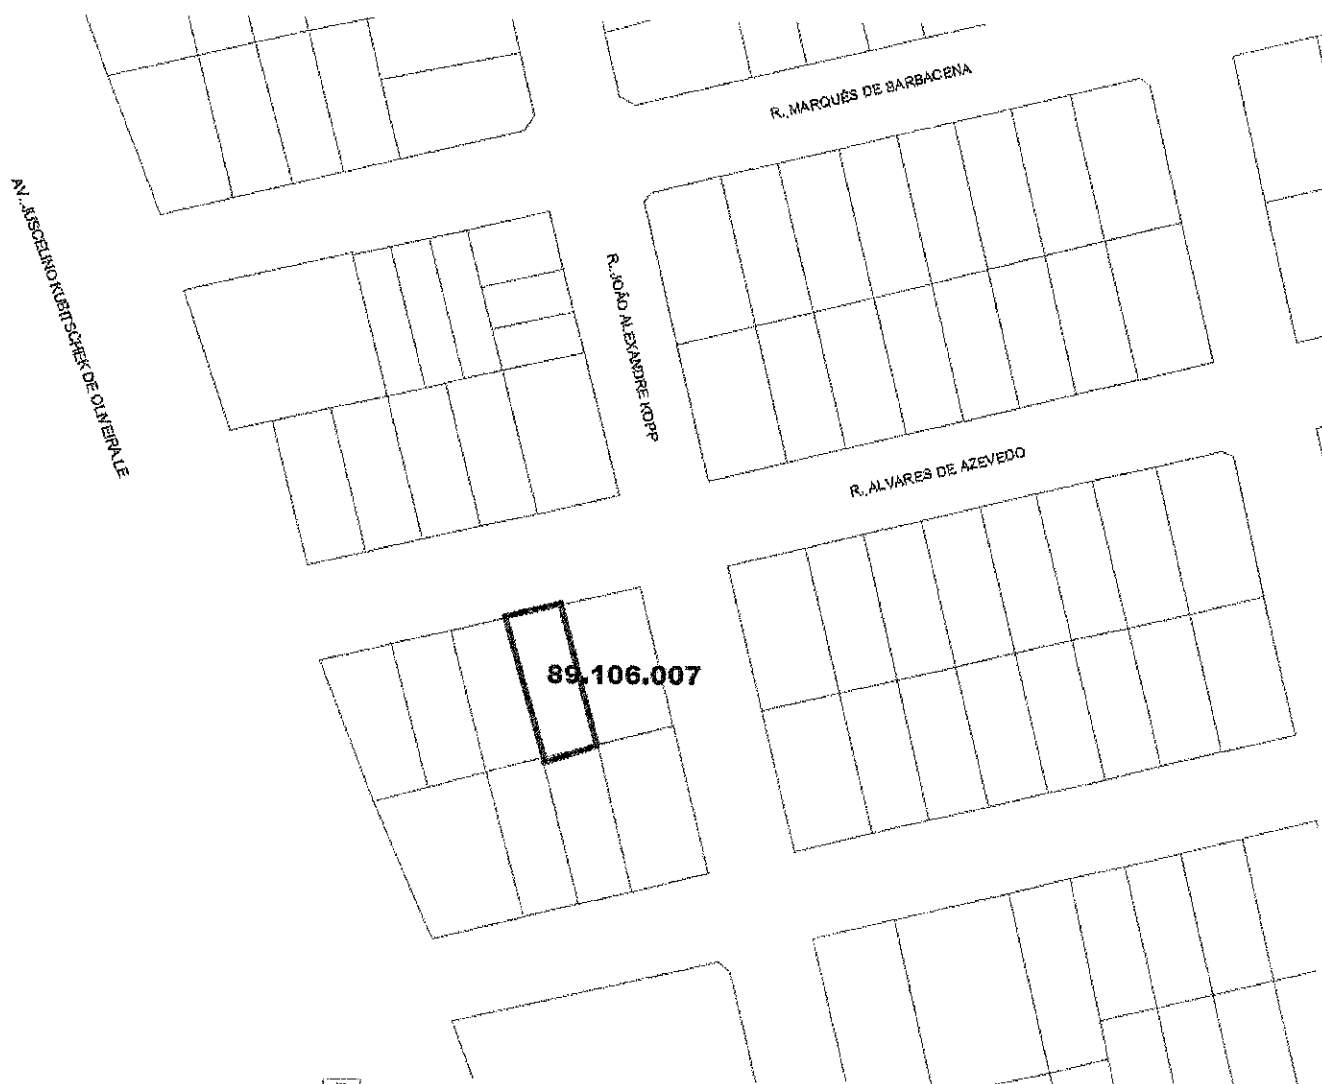 R. MARQUÊS DE BARBACENA
AV. JUSCELINO KUBITSCHEK DE OLIVEIRA LE
R. JOÃO ALEXANDRE KOPP
R. ALVARES DE AZEVEDO
89.106.007